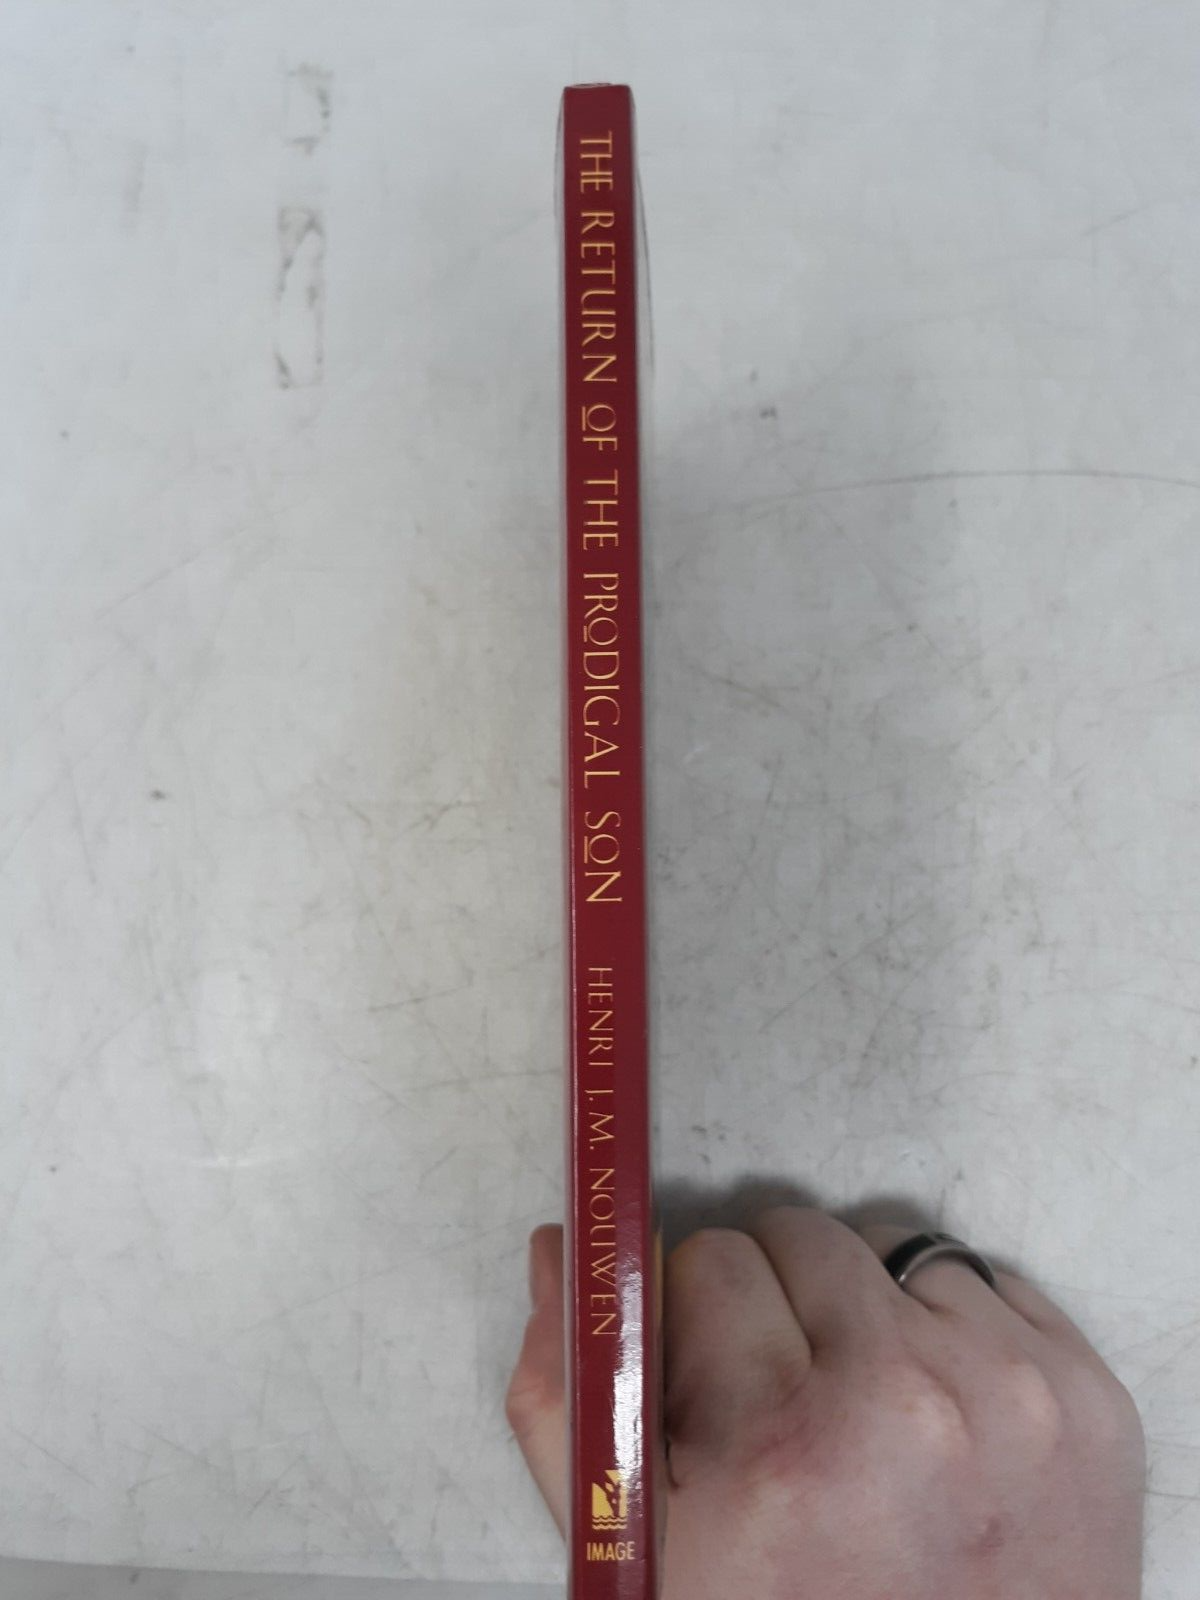 THE RETURN OF THE PRODIGAL SON
HENRI J. M. NOUWEN
IMAGE